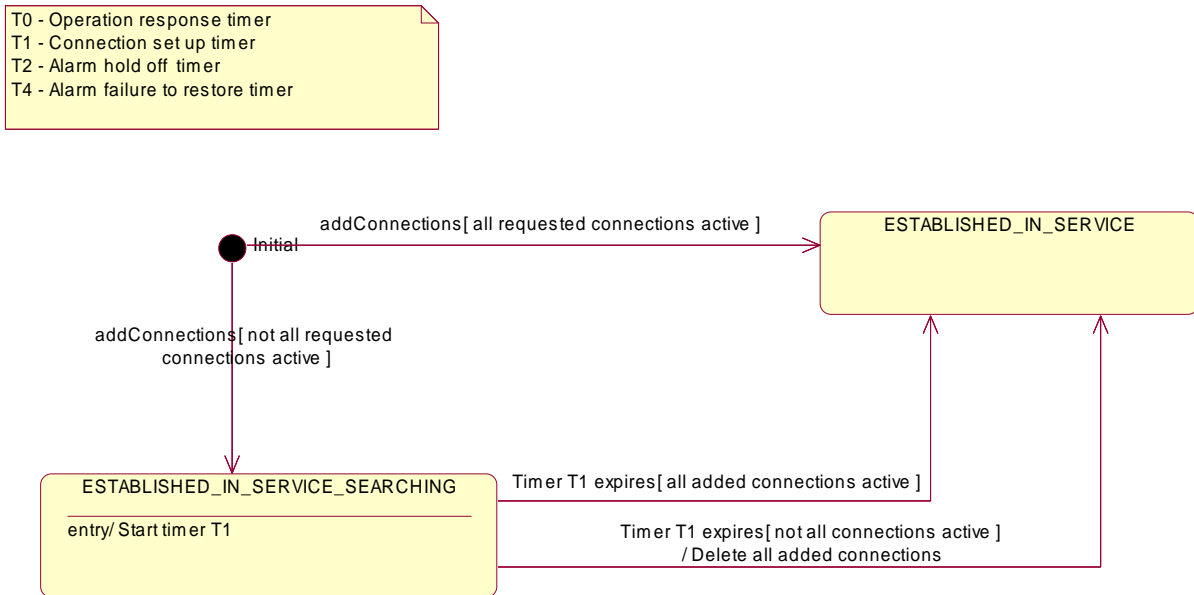 T0 - Operation response timer
T1 - Connection set up timer
T2 - Alarm hold off timer
T4 - Alarm failure to restore timer
addConnections[ all requested connections active ]
ESTABLISHED_IN_SERVICE
Initial
addConnections[ not all requested
connections active ]
ESTABLISHED_IN_SERVICE_SEARCHING
entry/ Start timer T1
Timer T1 expires[ all added connections active ]
Timer T1 expires[ not all connections active ]
/ Delete all added connections